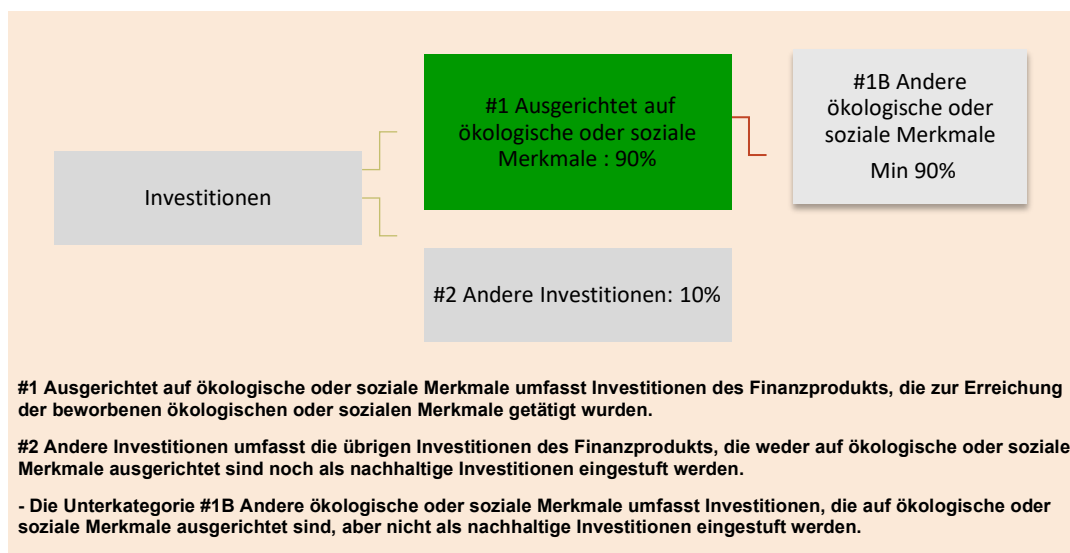 Investitionen
#1 Ausgerichtet auf
ökologische oder soziale
Merkmale : 90%
#1B Andere
ökologische oder
soziale Merkmale
Min 90%
#2 Andere Investitionen: 10%
#1 Ausgerichtet auf ökologische oder soziale Merkmale umfasst Investitionen des Finanzprodukts, die zur Erreichung
der beworbenen ökologischen oder sozialen Merkmale getätigt wurden.
#2 Andere Investitionen umfasst die übrigen Investitionen des Finanzprodukts, die weder auf ökologische oder soziale
Merkmale ausgerichtet sind noch als nachhaltige Investitionen eingestuft werden.
- Die Unterkategorie #1B Andere ökologische oder soziale Merkmale umfasst Investitionen, die auf ökologische oder
soziale Merkmale ausgerichtet sind, aber nicht als nachhaltige Investitionen eingestuft werden.